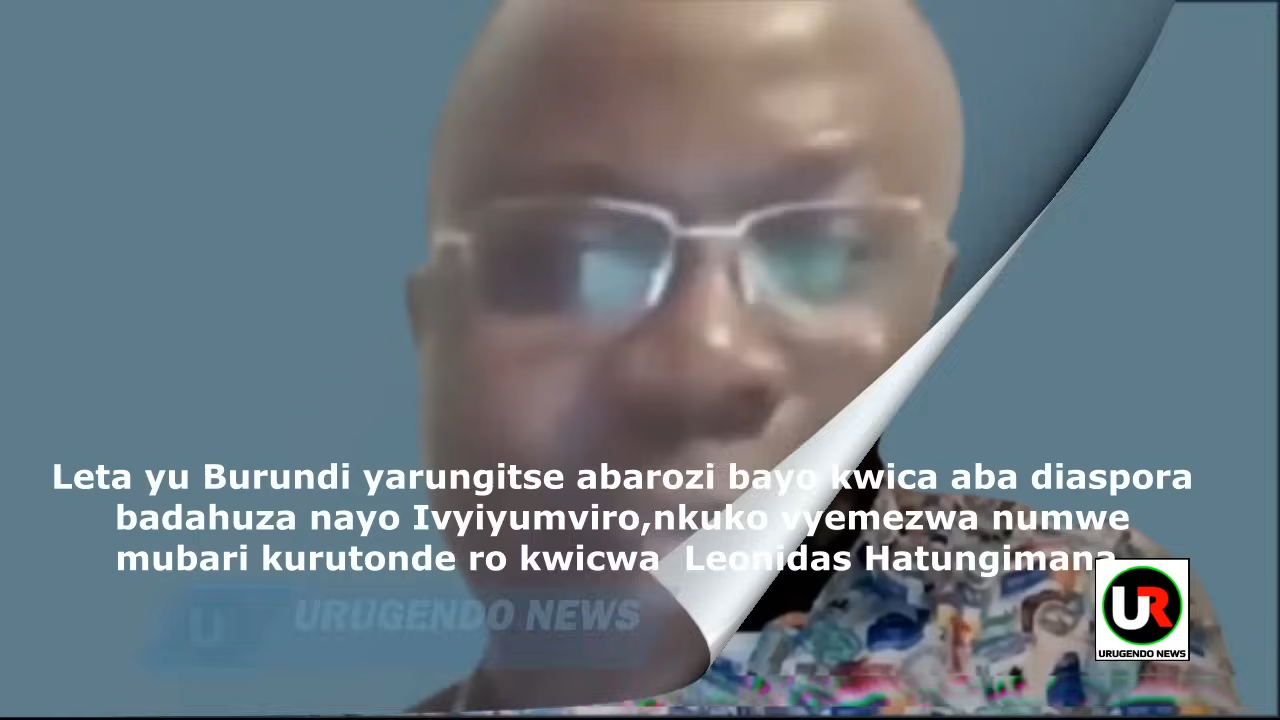 Leta yu Burundi yarungitse abarozi bayo kwica aba diaspora
badahuza nayo Ivyiyumviro,nkuko vyemezwa numwe
mubari kurutonde ro kwicwa  Leonidas Hatungimana
URUGENDO NEWS
UR
URUGENDO NEWS